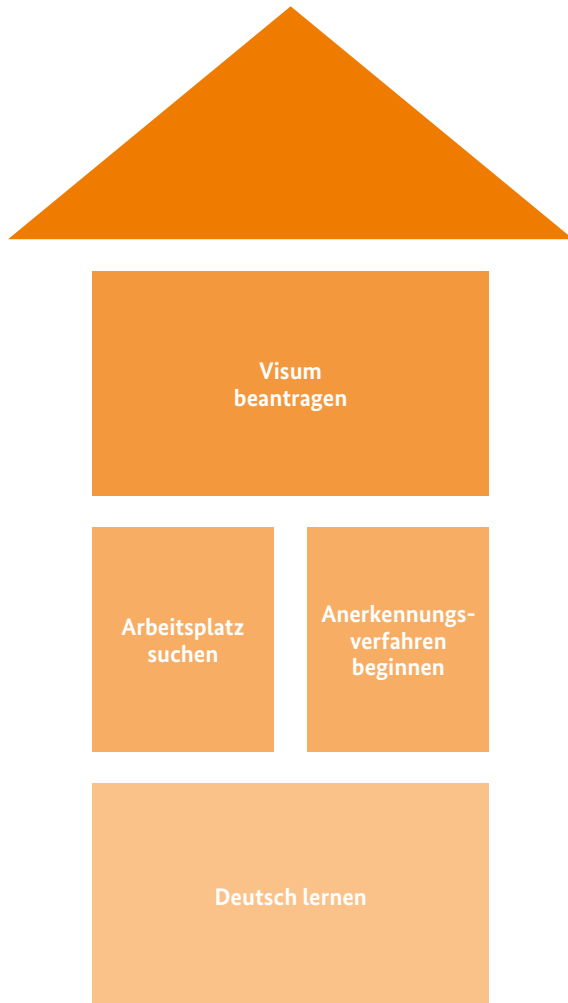 Visum
beantragen
Arbeitsplatz
suchen
Anerkennungs-
verfahren
beginnen
Deutsch lernen